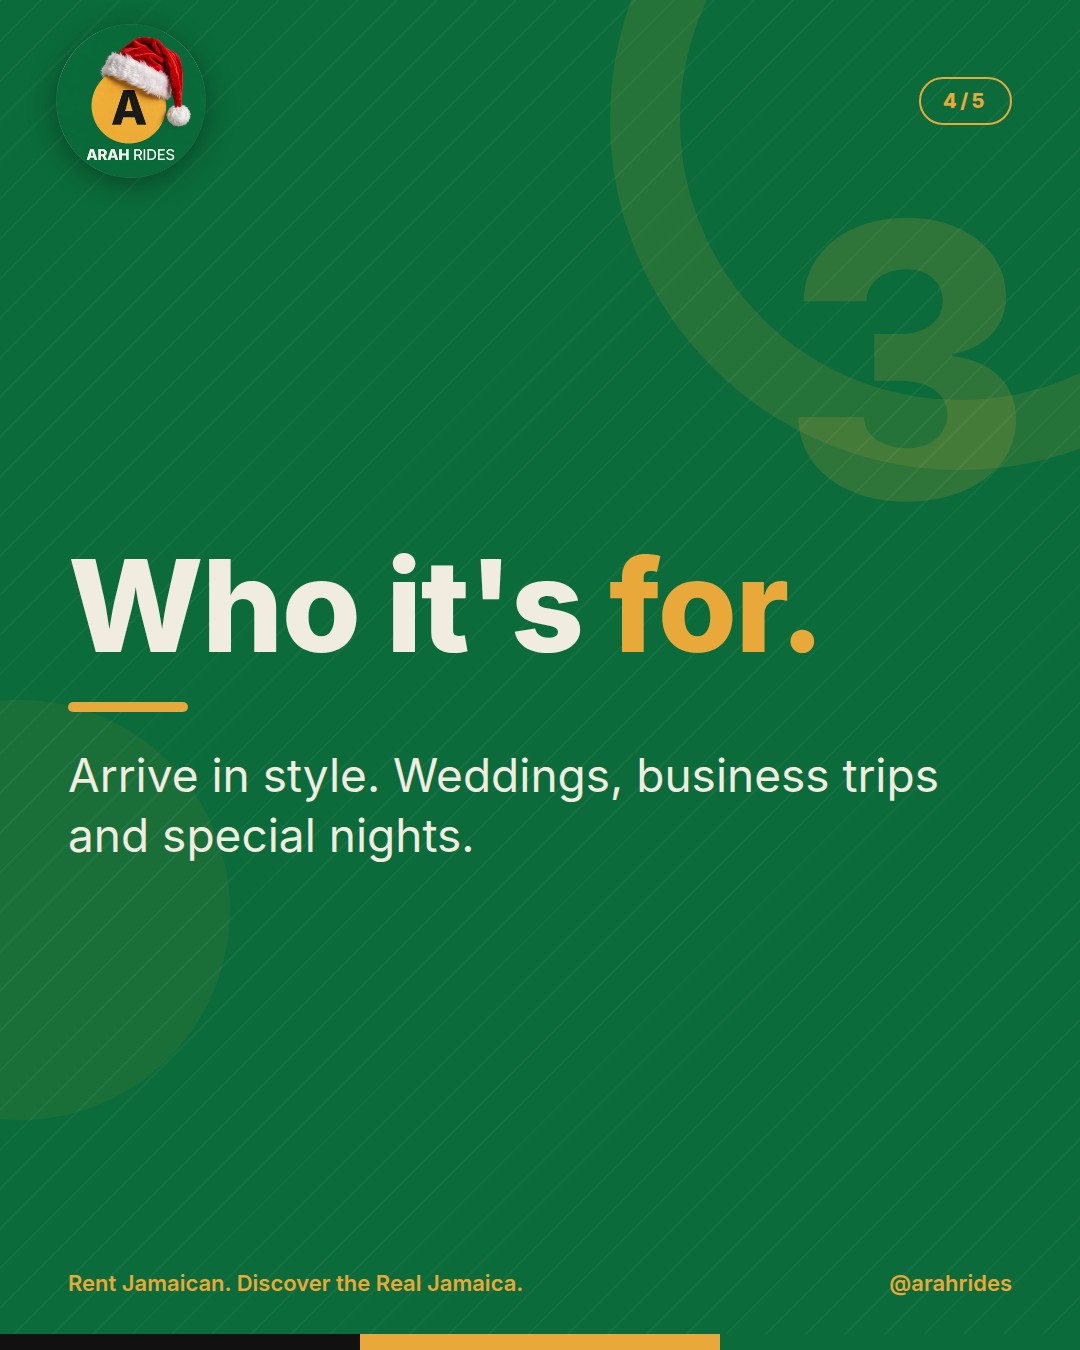 A
ARAH RIDES
4/5
3
Who it's for.
Arrive in style. Weddings, business trips
and special nights.
Rent Jamaican. Discover the Real Jamaica.
@arahrides